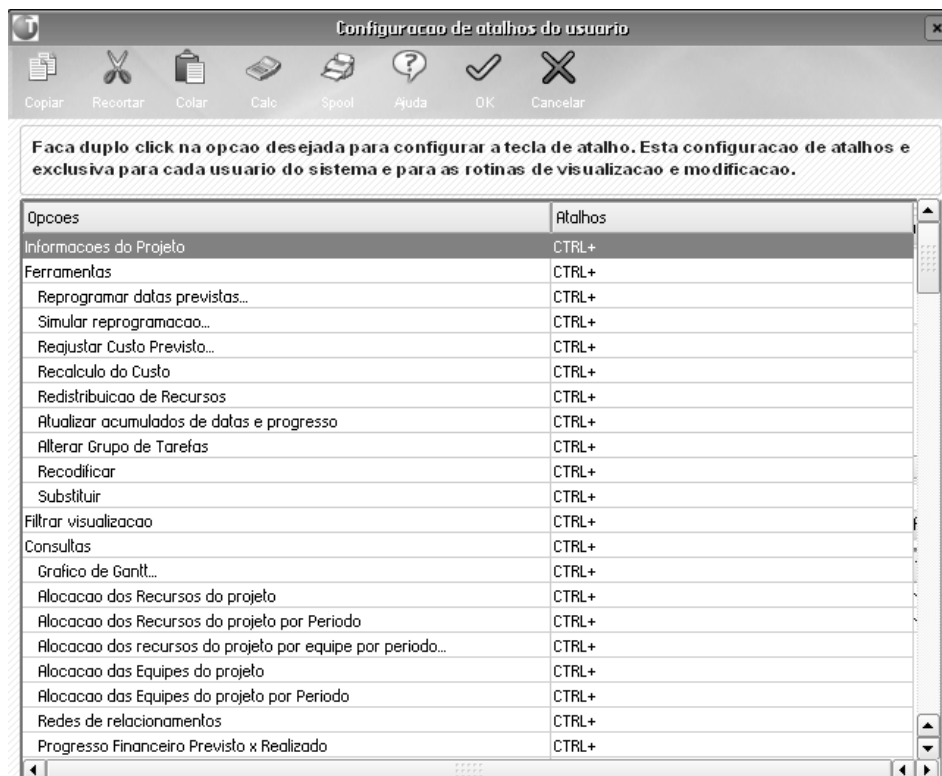 Configuracao de atalhos do usuario
Copiar Recortar Colar Calc Spool Ajuda OK Cancelar
Faca duplo click na opcao desejada para configurar a tecla de atalho. Esta configuracao de atalhos e
exclusiva para cada usuario do sistema e para as rotinas de visualizacao e modificacao.
Opcoes Atalhos
Informacoes do Projeto CTRL+
Ferramentas CTRL+
Reprogramar datas previstas... CTRL+
Simular reprogramacao... CTRL+
Reajustar Custo Previsto... CTRL+
Recalculo do Custo CTRL+
Redistribuicao de Recursos CTRL+
Atualizar acumulados de datas e progresso CTRL+
Alterar Grupo de Tarefas CTRL+
Recodificar CTRL+
Substituir CTRL+
Filtrar visualizacao CTRL+
Consultas CTRL+
Grafico de Gantt... CTRL+
Alocacao dos Recursos do projeto CTRL+
Alocacao dos Recursos do projeto por Periodo CTRL+
Alocacao dos recursos do projeto por equipe por periodo... CTRL+
Alocacao das Equipes do projeto CTRL+
Alocacao das Equipes do projeto por Periodo CTRL+
Redes de relacionamentos CTRL+
Progresso Financeiro Previsto x Realizado CTRL+